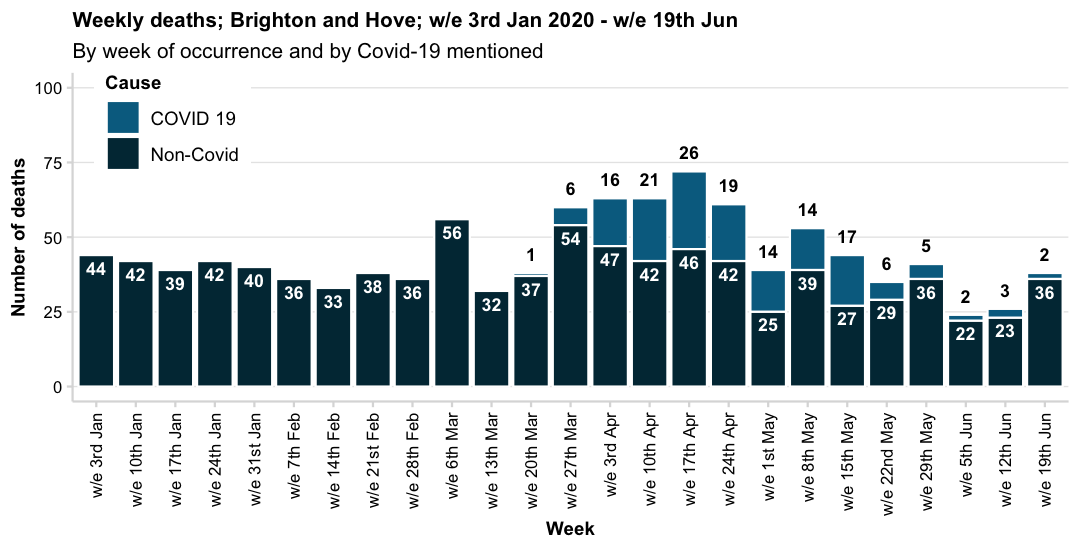 Weekly deaths; Brighton and Hove; w/e 3rd Jan 2020 - w/e 19th Jun
By week of occurrence and by Covid-19 mentioned
Cause
COVID 19
Non-Covid
Number of deaths
100
75
50
25
0
6 16 21 26 19 14 14 17 6 5 2 3 2
1
44 42 39 42 40 36 33 38 36 56 32 37 54 47 42 46 42 25 39 27 29 36 22 23 36
w/e 3rd Jan
w/e 10th Jan
w/e 17th Jan
w/e 24th Jan
w/e 31st Jan
w/e 7th Feb
w/e 14th Feb
w/e 21st Feb
w/e 28th Feb
w/e 6th Mar
w/e 13th Mar
w/e 20th Mar
w/e 27th Mar
w/e 3rd Apr
w/e 10th Apr
w/e 17th Apr
w/e 24th Apr
w/e 1st May
w/e 8th May
w/e 15th May
w/e 22nd May
w/e 29th May
w/e 5th Jun
w/e 12th Jun
w/e 19th Jun
Week